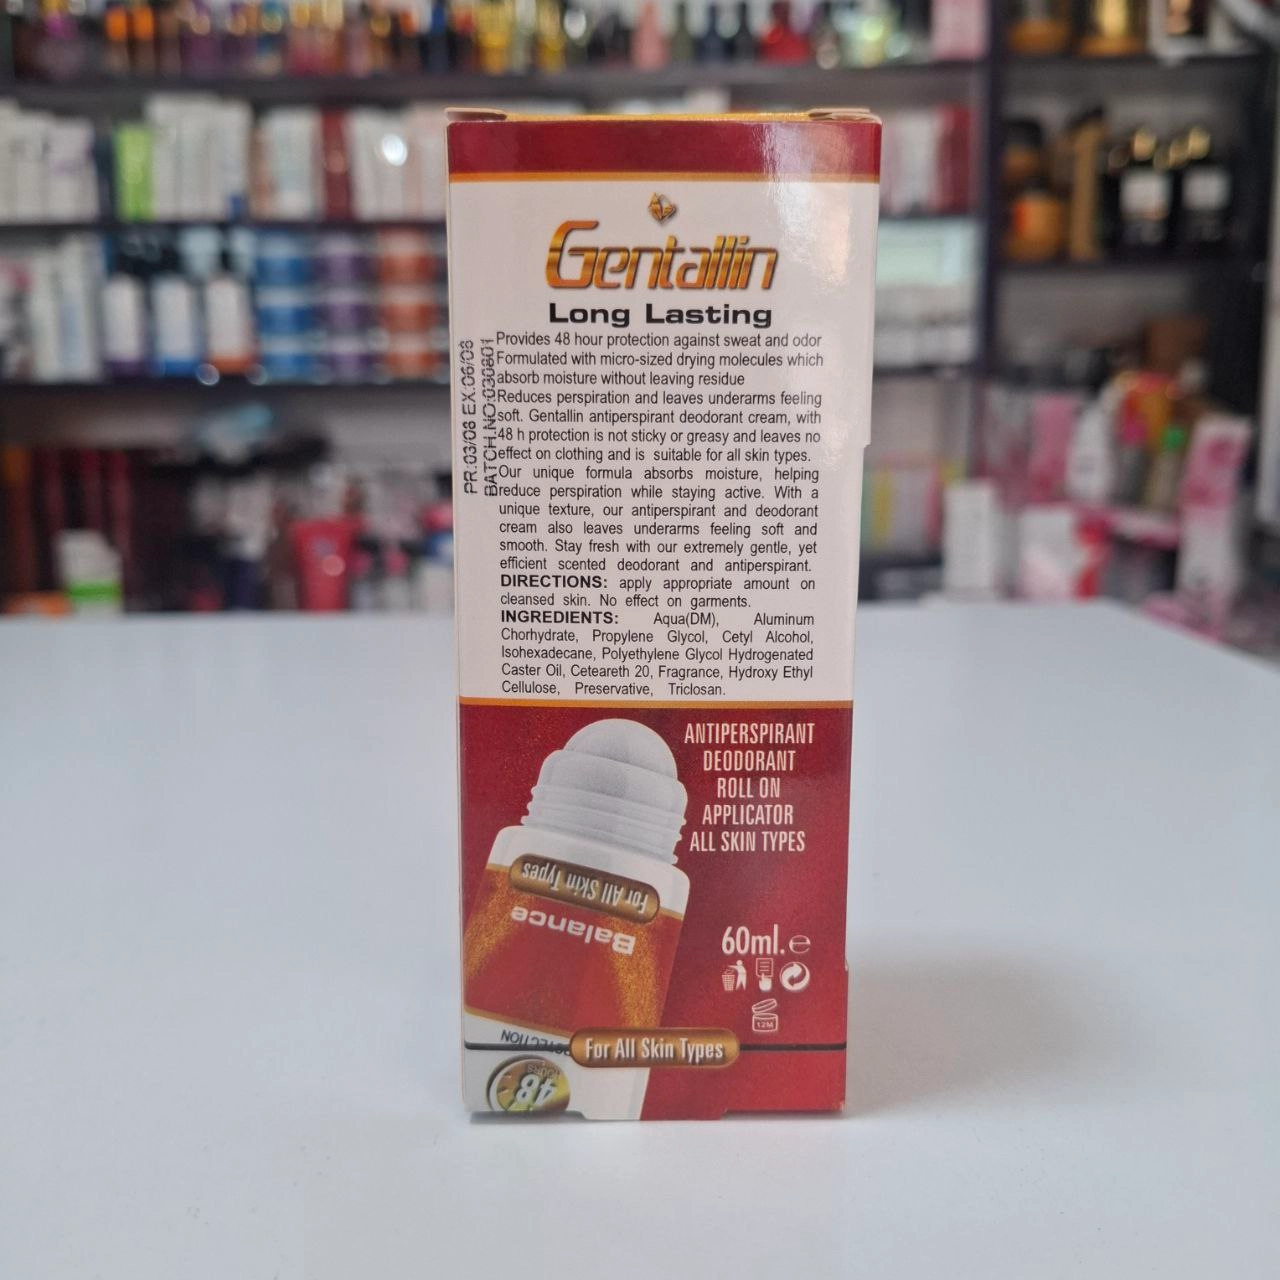 Gentallin
Long Lasting
Provides 48 hour protection against sweat and odor
Formulated with micro-sized drying molecules which
absorb moisture without leaving residue
Reduces perspiration and leaves underarms feeling
soft. Gentallin antiperspirant deodorant cream, with
48 h protection is not sticky or greasy and leaves no
effect on clothing and is suitable for all skin types.
Our unique formula absorbs moisture, helping
reduce perspiration while staying active. With a
unique texture, our antiperspirant and deodorant
cream also leaves underarms feeling soft and
smooth. Stay fresh with our extremely gentle, yet
efficient scented deodorant and antiperspirant.
DIRECTIONS: apply appropriate amount on
cleansed skin. No effect on garments.
INGREDIENTS: Aqua(DM), Aluminum
Chorhydrate, Propylene Glycol, Cetyl Alcohol,
Isohexadecane, Polyethylene Glycol Hydrogenated
Caster Oil, Ceteareth 20, Fragrance, Hydroxy Ethyl
Cellulose, Preservative, Triclosan.
PR:03/08 EX:06/08
BATCH.NO:030801
ANTIPERSPIRANT
DEODORANT
ROLL ON
APPLICATOR
ALL SKIN TYPES
For All Skin Types
Balance
60ml. e
12M
For All Skin Types
48
HOURS